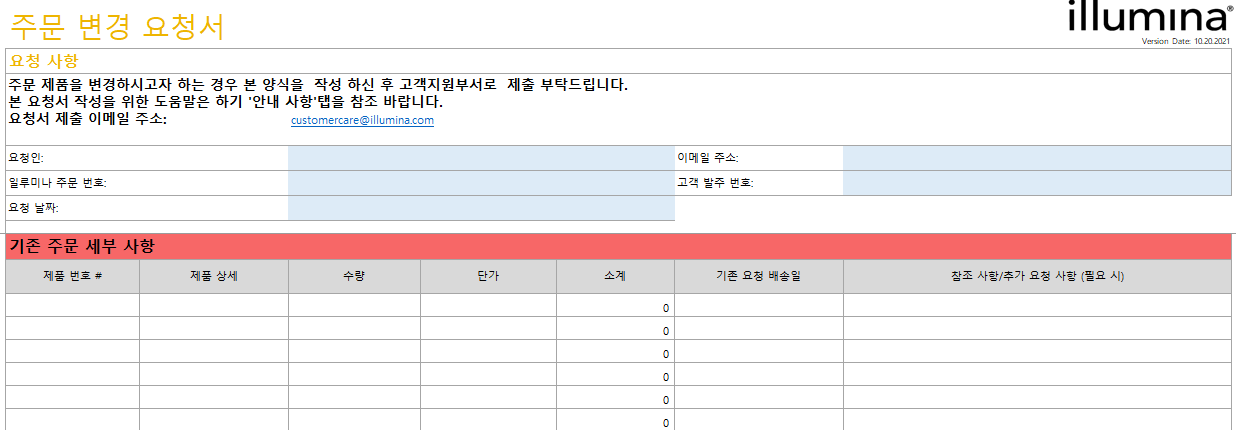 주문 변경 요청서
illumina®
Version Date: 10.20.2021
요청 사항
주문 제품을 변경하시고자 하는 경우 본 양식을 작성 하신 후 고객지원부서로 제출 부탁드립니다.
본 요청서 작성을 위한 도움말은 하기 '안내 사항'탭을 참조 바랍니다.
요청서 제출 이메일 주소: customercare@illumina.com
요청인: 이메일 주소:
일루미나 주문 번호: 고객 발주 번호:
요청 날짜:
기존 주문 세부 사항
제품 번호 # 제품 상세 수량 단가 소계 기존 요청 배송일 참조 사항/추가 요청 사항 (필요 시)
0
0
0
0
0
0